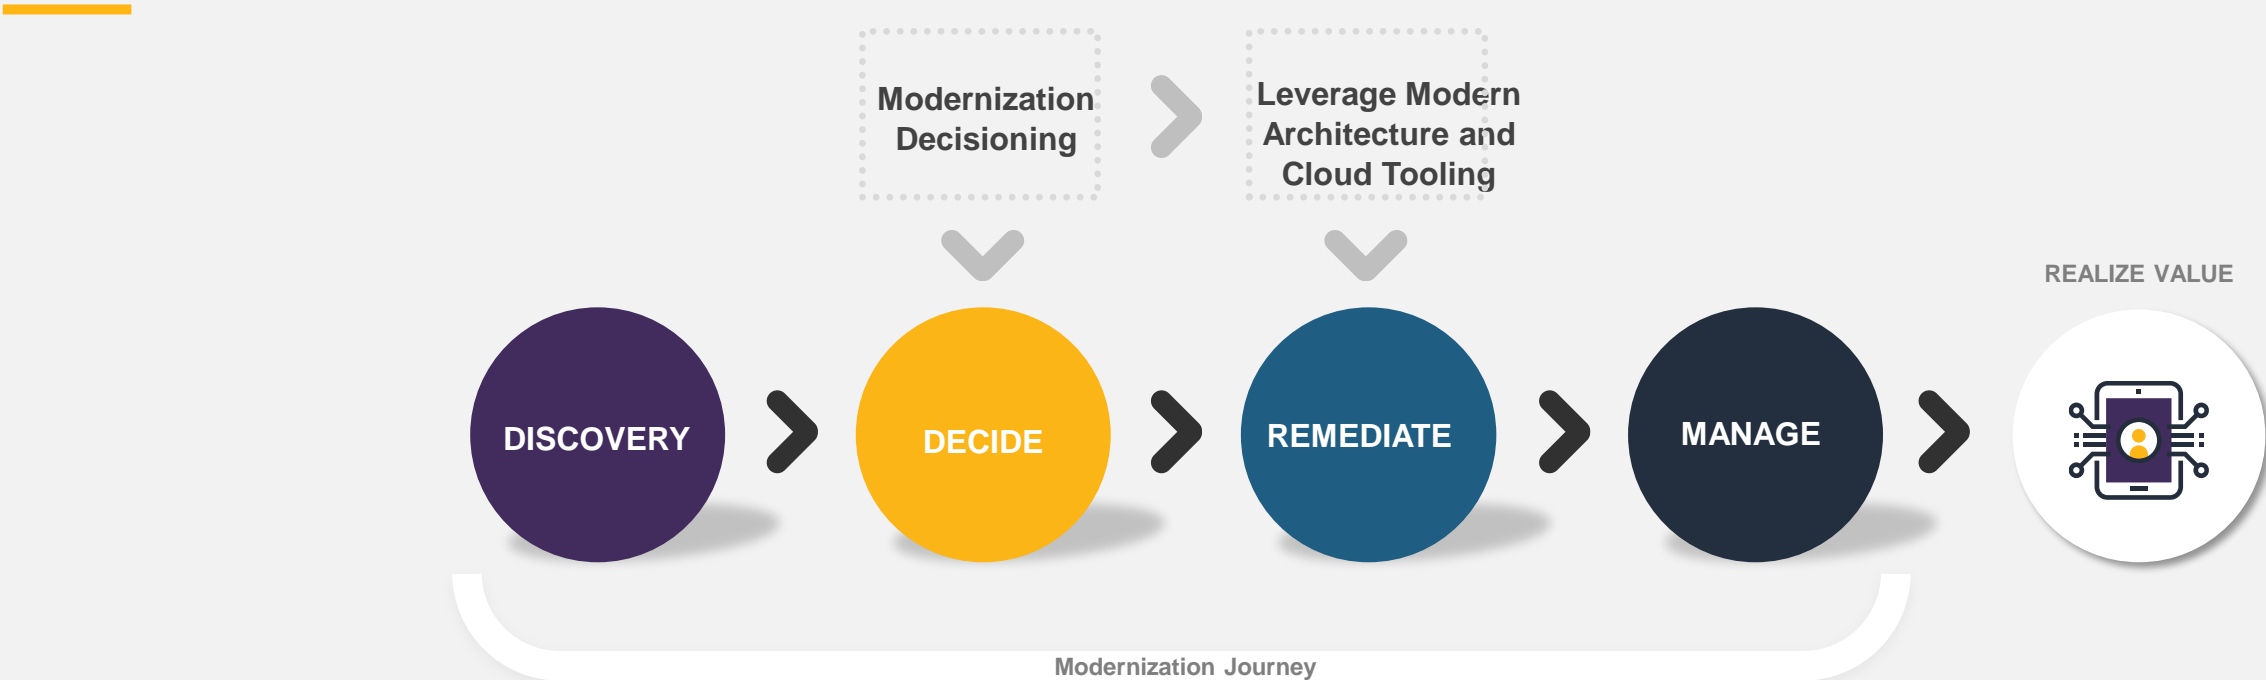 Modernization
Decisioning
Leverage Modern
Architecture and
Cloud Tooling
REALIZE VALUE
DISCOVERY
DECIDE
REMEDIATE
MANAGE
Modernization Journey